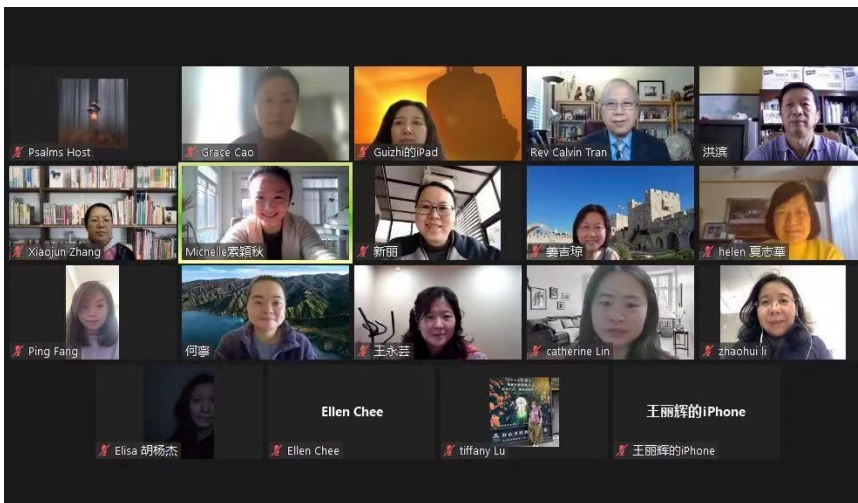 Psalms Host
Grace Cao
Guizhi的iPad
Rev Calvin Tran
洪滨
Xiaojun Zhang
Michelle索穎秋
新丽
姜吉琼
helen 夏志華
Ping Fang
何寧
王永芸
catherine Lin
zhaohui li
Elisa 胡杨杰
Ellen Chee
Ellen Chee
tiffany Lu
王丽辉的iPhone
王丽辉的iPhone